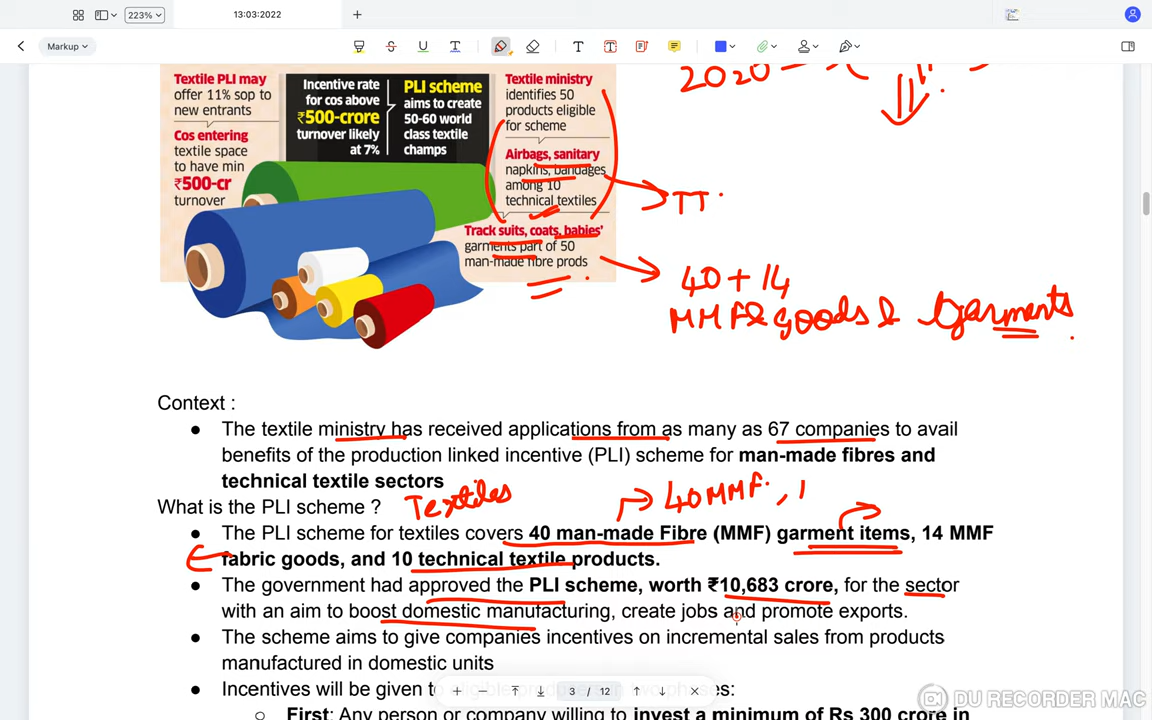 223%
13:03:2022
Markup
Textile PLI may
offer 11% sop to
new entrants
Cos entering
textile space
to have min
₹500-cr
turnover
Incentive rate
for cos above
₹500-crore
turnover likely
at 7%
PLI scheme
aims to create
50-60 world
class textile
champs
Textile ministry
identifies 50
products eligible
for scheme
Airbags, sanitary
napkins, bandages
among 10
technical textiles
Track suits, coats, babies'
garments part of 50
man-made fibre prods
2020
TT
40 + 14
MMF & goods & Garments
Context :
● The textile ministry has received applications from as many as 67 companies to avail
benefits of the production linked incentive (PLI) scheme for man-made fibres and
technical textile sectors
What is the PLI scheme ? Textiles 40 MMF. , 1
● The PLI scheme for textiles covers 40 man-made Fibre (MMF) garment items, 14 MMF
fabric goods, and 10 technical textile products.
● The government had approved the PLI scheme, worth ₹10,683 crore, for the sector
with an aim to boost domestic manufacturing, create jobs and promote exports.
● The scheme aims to give companies incentives on incremental sales from products
manufactured in domestic units
● Incentives will be given to phases:
3 / 12
○ First: Any person or company willing to invest a minimum of Rs 300 crore in
DU RECORDER MAC